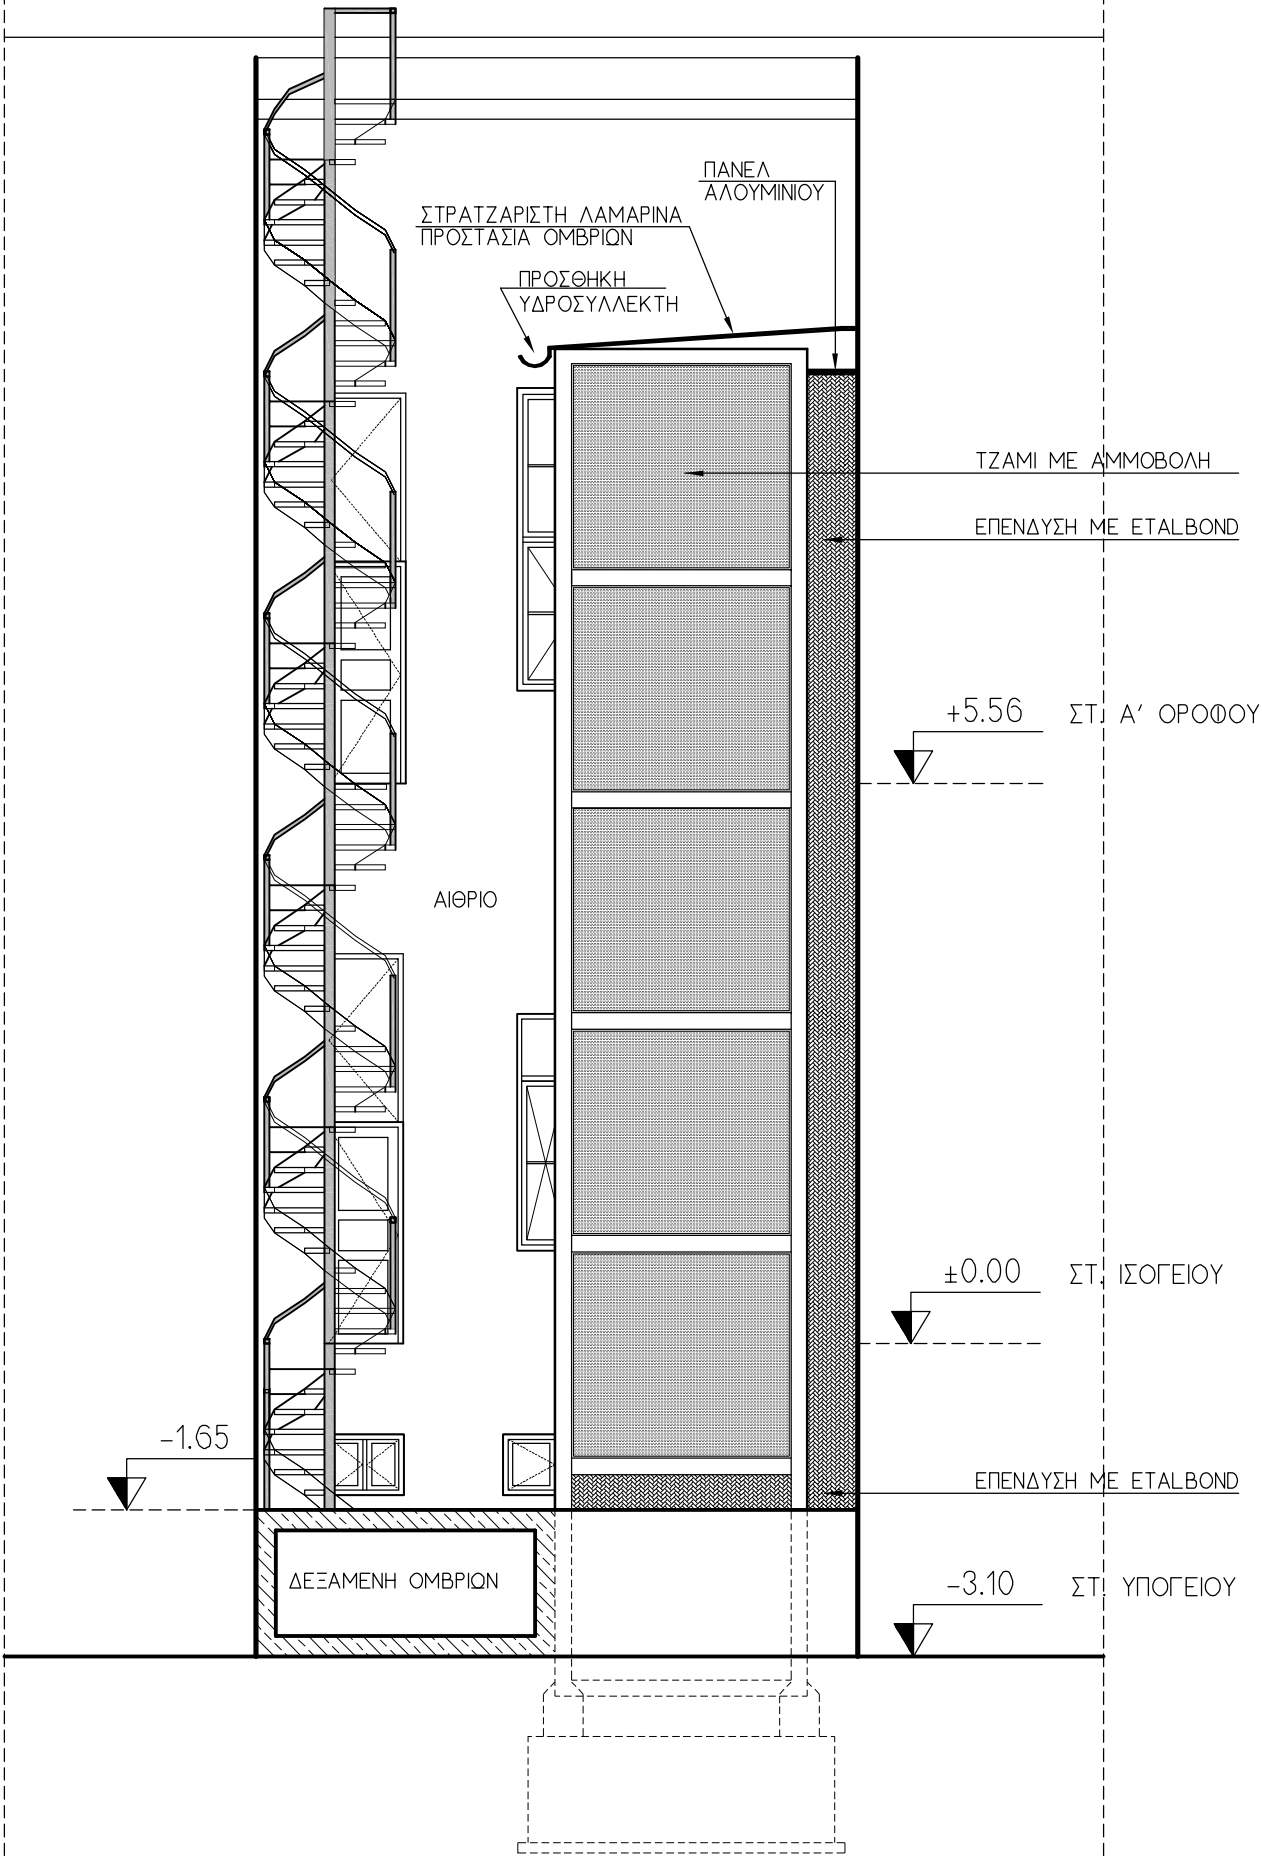 ΠΑΝΕΛ
ΑΛΟΥΜΙΝΙΟΥ
ΣΤΡΑΤΖΑΡΙΣΤΗ ΛΑΜΑΡΙΝΑ
ΠΡΟΣΤΑΣΙΑ ΟΜΒΡΙΩΝ
ΠΡΟΣΘΗΚΗ
ΥΔΡΟΣΥΛΛΕΚΤΗ
ΤΖΑΜΙ ΜΕ ΑΜΜΟΒΟΛΗ
ΕΠΕΝΔΥΣΗ ΜΕ ETALBOND
+5.56 ΣΤ. Α' ΟΡΟΦΟΥ
ΑΙΘΡΙΟ
±0.00 ΣΤ. ΙΣΟΓΕΙΟΥ
-1.65
ΕΠΕΝΔΥΣΗ ΜΕ ETALBOND
ΔΕΞΑΜΕΝΗ ΟΜΒΡΙΩΝ
-3.10 ΣΤ. ΥΠΟΓΕΙΟΥ